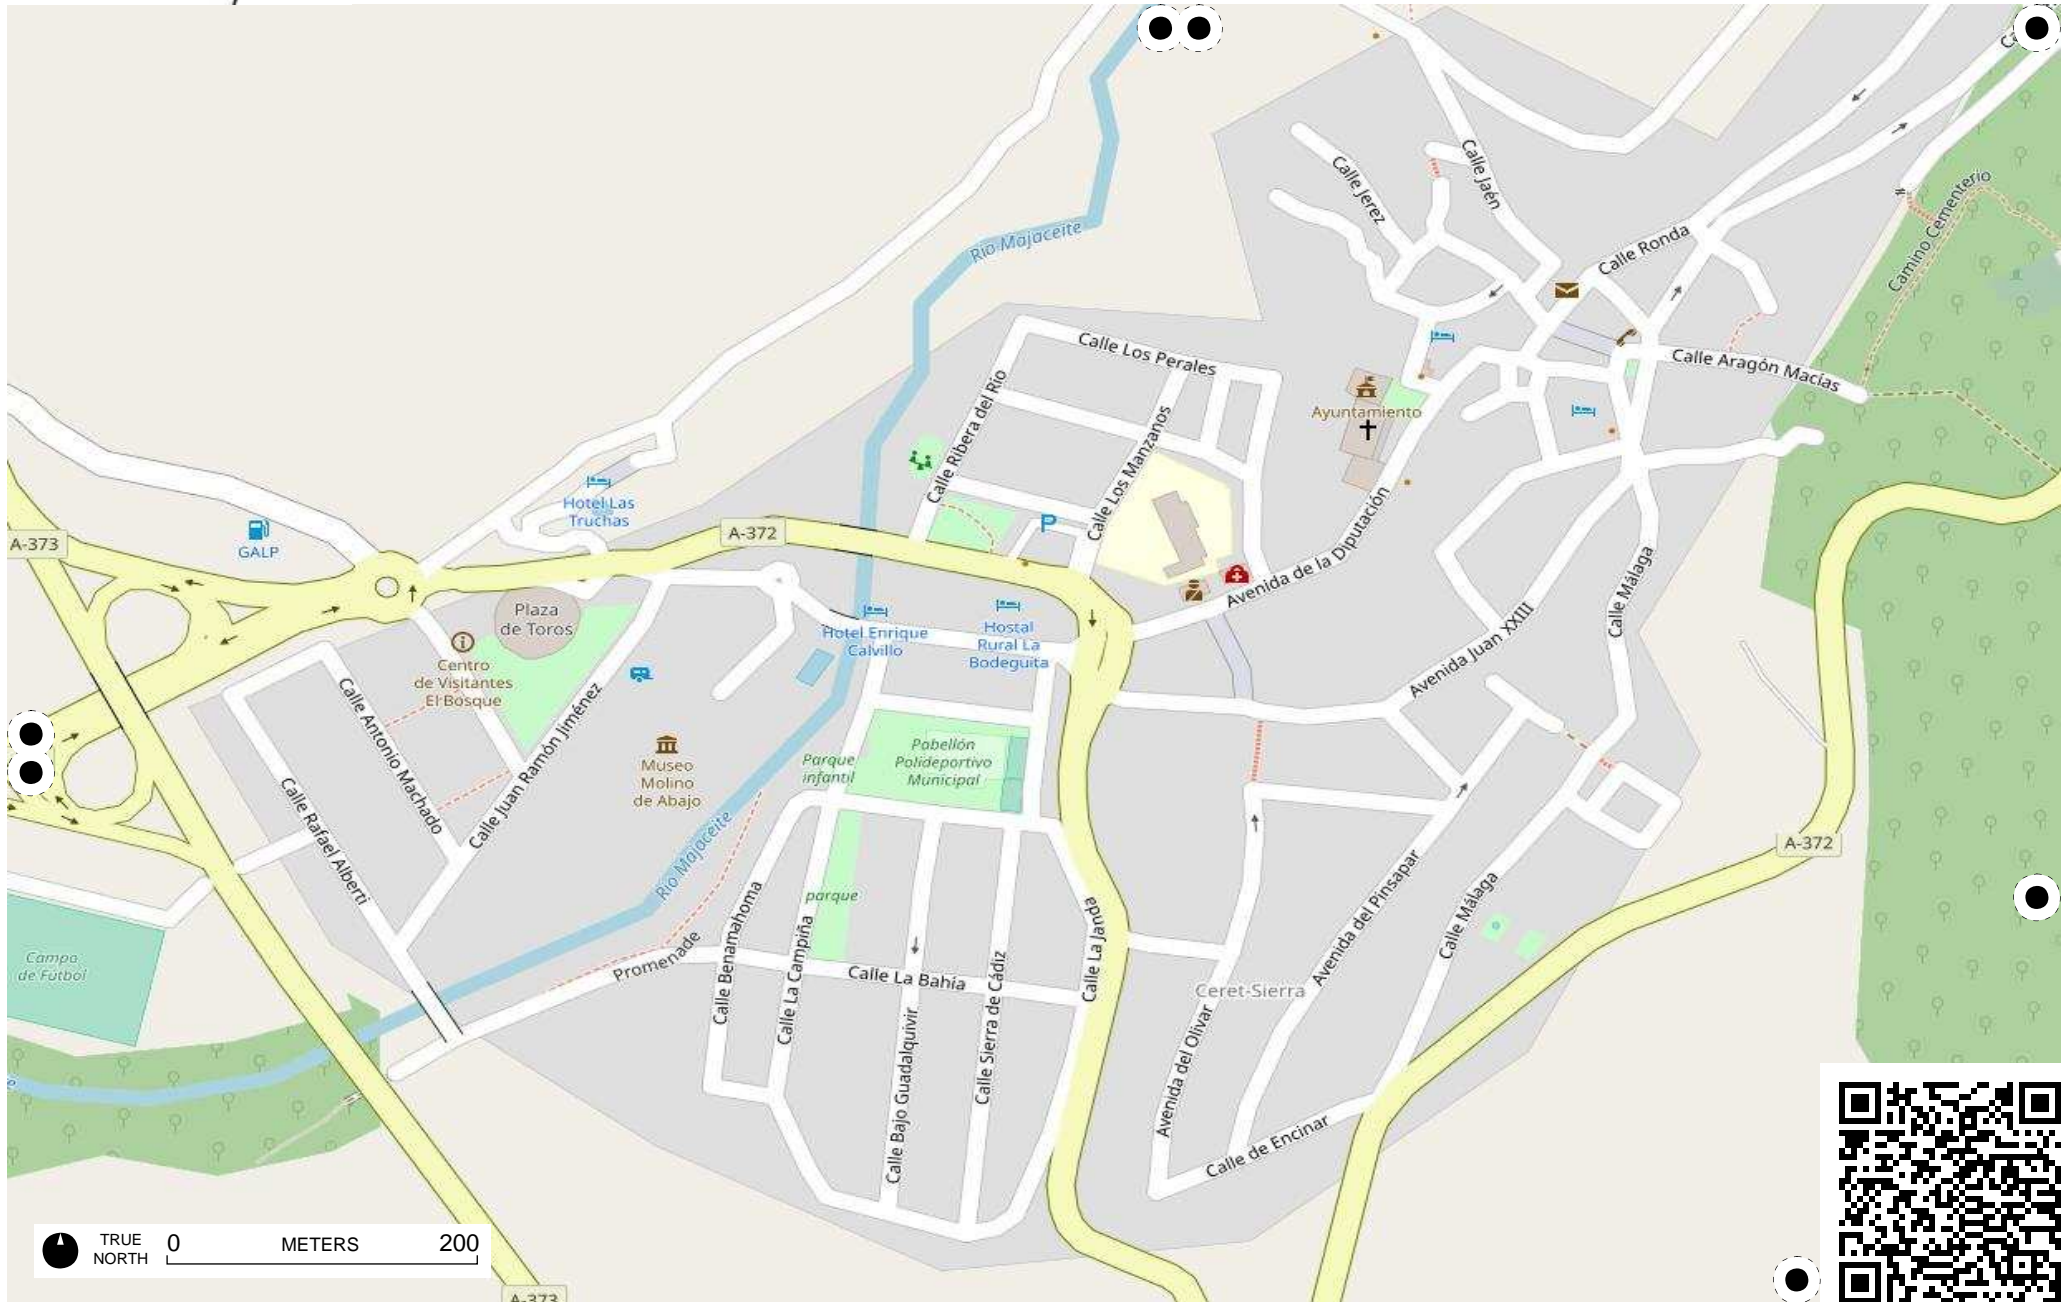 Calle Jaén
Calle Jerez
Camino Cementerio
Río Majaceite
Calle Ronda
Calle Los Perales
Calle Aragón Macías
Calle Ribera del Río
Calle Los Manzanos
Ayuntamiento
Hotel Las
Truchas
GALP
A-373
A-372
P
Avenida de la Diputación
Plaza
de Toros
Hotel Enrique
Calvillo
Hostal
Rural La
Bodeguita
Centro
de Visitantes
El Bosque
Calle Málaga
Avenida Juan XXIII
Calle Antonio Machado
Calle Juan Ramón Jiménez
Museo
Molino
de Abajo
Parque
infantil
Pabellón
Polideportivo
Municipal
Calle Rafael Alberti
Río Majaceite
A-372
parque
Calle Benamahoma
Calle La Campiña
Calle La Janda
Avenida del Pinsapar
Calle Málaga
Campo
de Fútbol
Promenade
Calle La Bahía
Calle Sierra de Cádiz
Ceret-Sierra
Calle Bajo Guadalquivir
Avenida del Olivar
Calle de Encinar
TRUE
NORTH
0 METERS 200
A-373